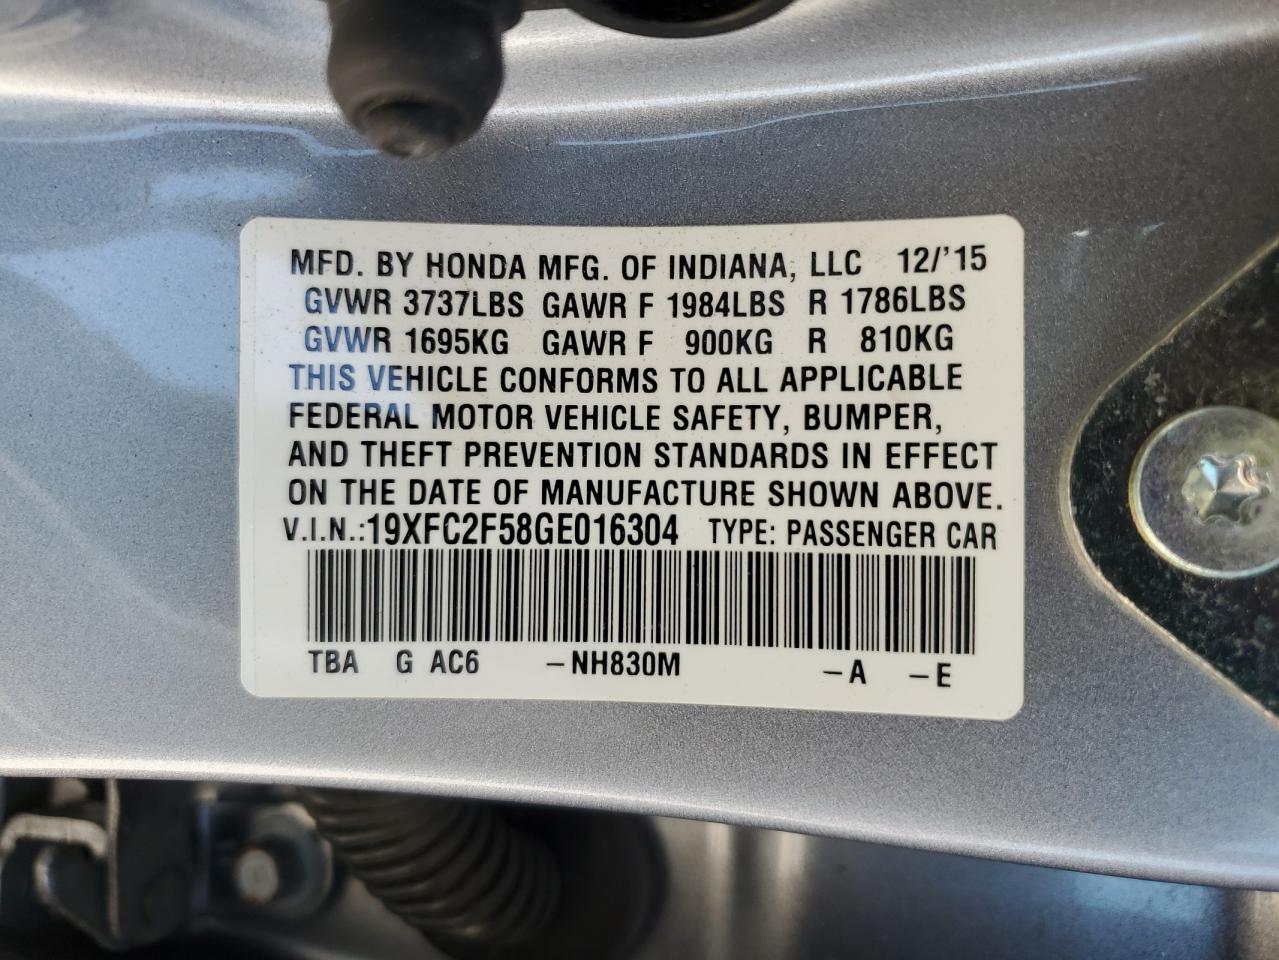 MFD. BY HONDA MFG. OF INDIANA, LLC 12/'15
GVWR 3737LBS GAWR F 1984LBS R 1786LBS
GVWR 1695KG GAWR F 900KG R 810KG
THIS VEHICLE CONFORMS TO ALL APPLICABLE
FEDERAL MOTOR VEHICLE SAFETY, BUMPER,
AND THEFT PREVENTION STANDARDS IN EFFECT
ON THE DATE OF MANUFACTURE SHOWN ABOVE.
V.I.N.:19XFC2F58GE016304 TYPE: PASSENGER CAR
TBA G AC6 -NH830M -A -E